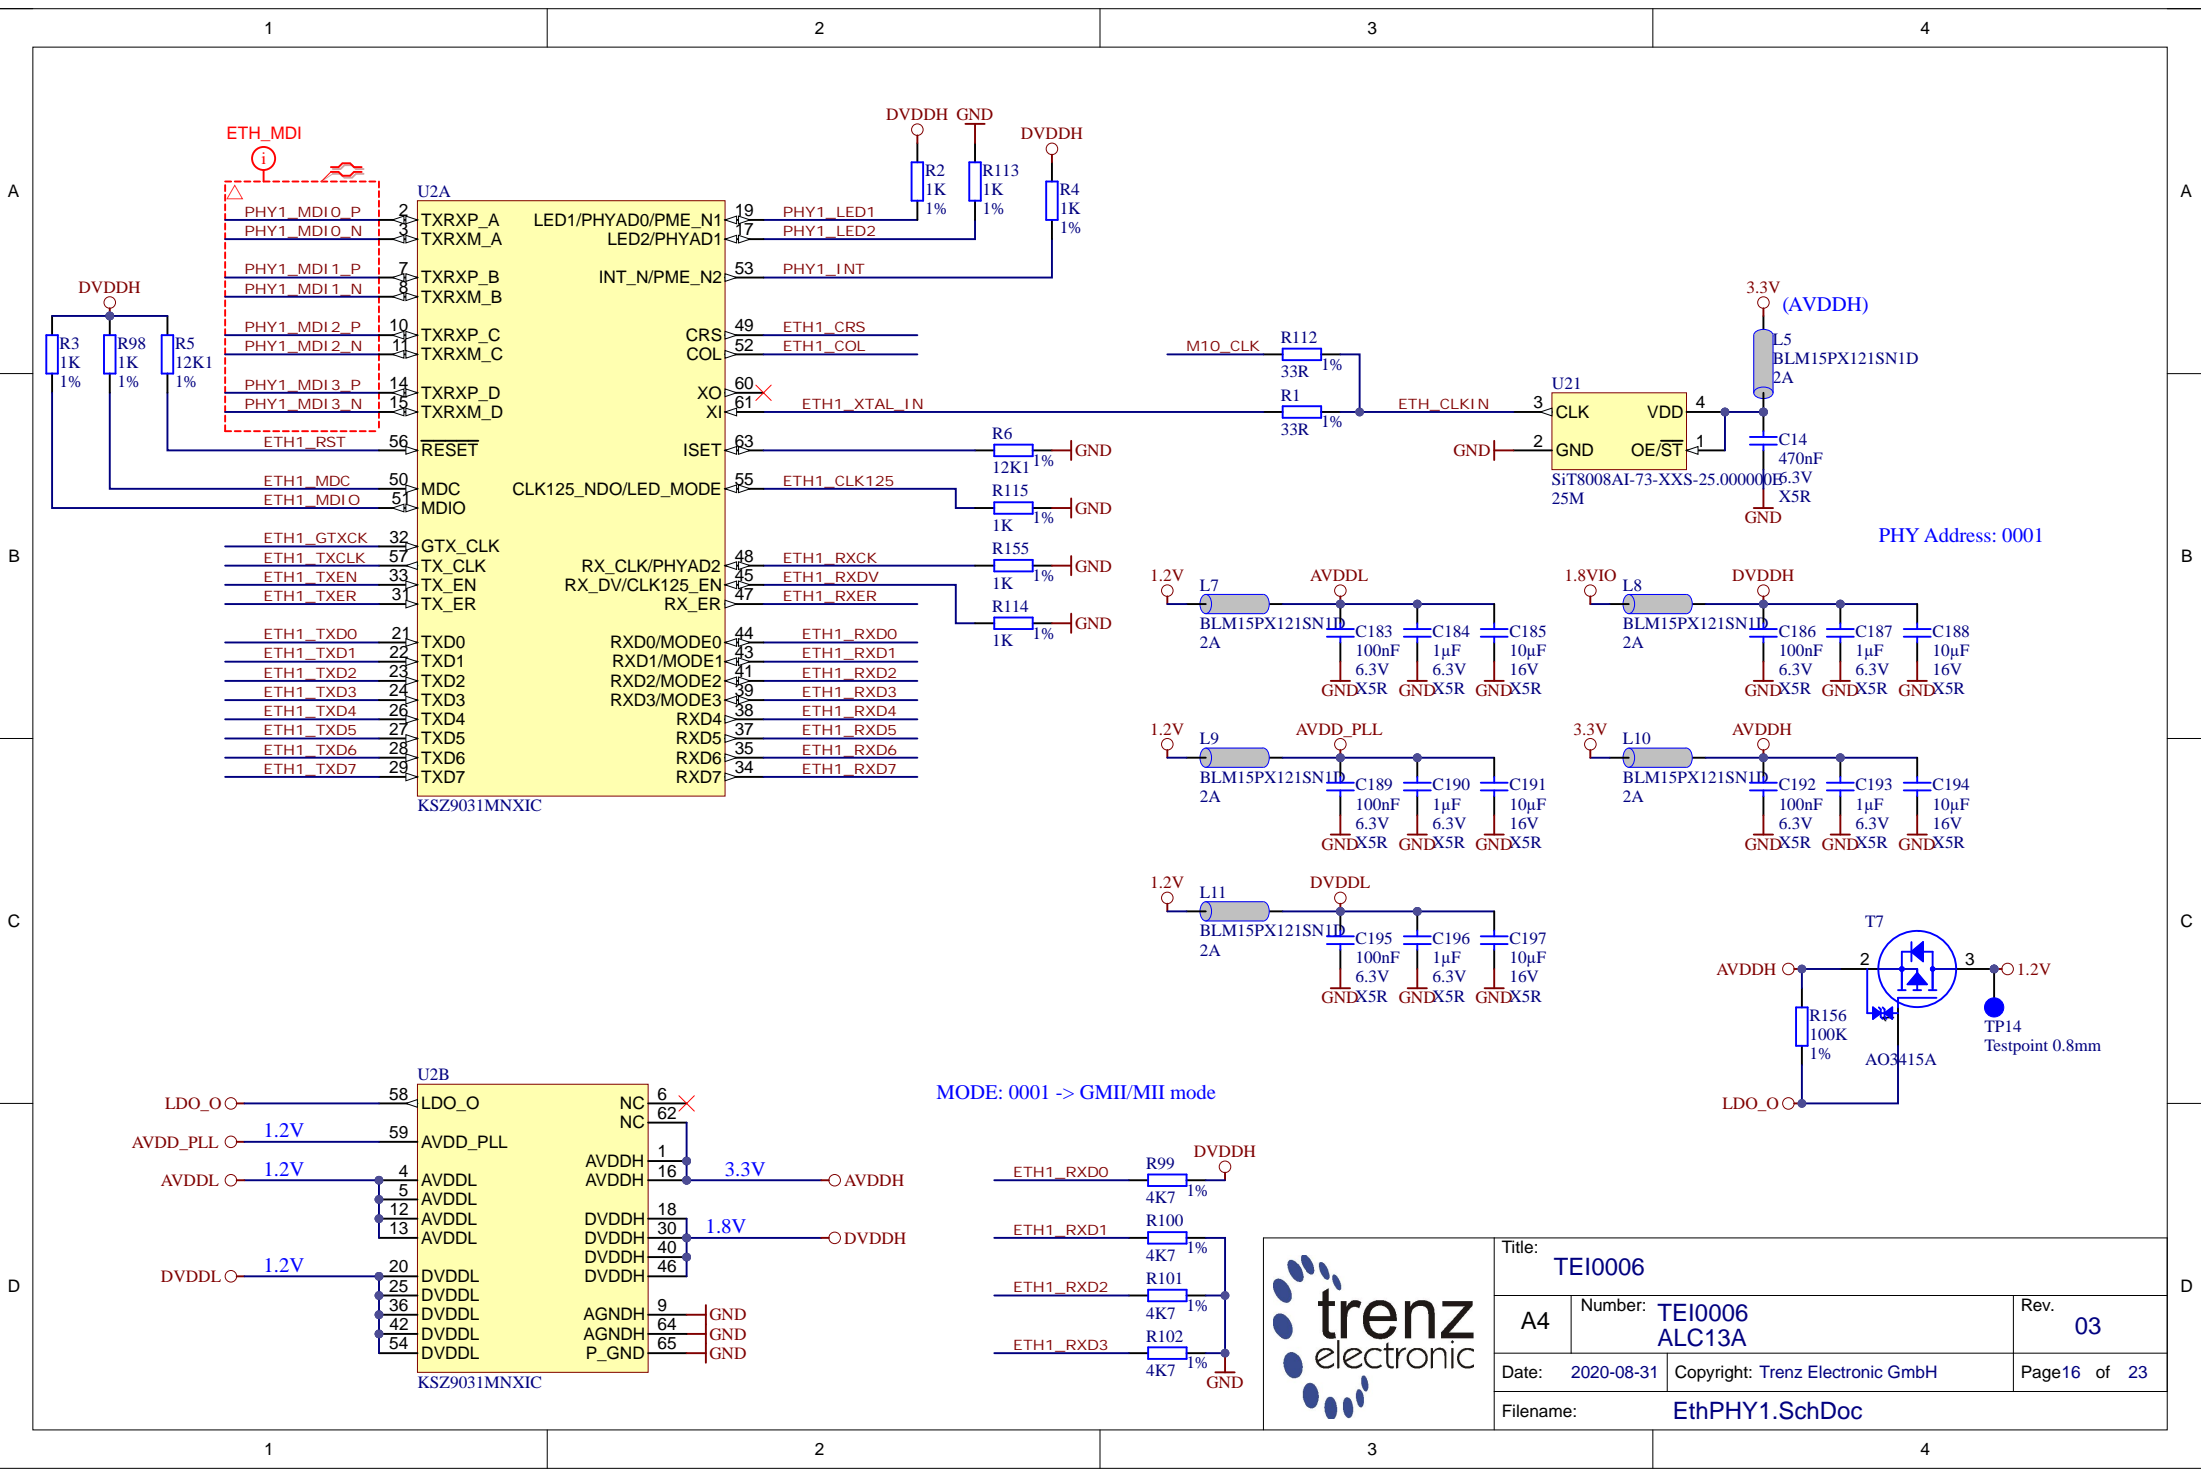 1
2
3
4
A
A
B
B
C
C
D
D
1
2
3
4
ETH_MDI
i
PHY1_MDI0_P
PHY1_MDI0_N
PHY1_MDI1_P
PHY1_MDI1_N
PHY1_MDI2_P
PHY1_MDI2_N
PHY1_MDI3_P
PHY1_MDI3_N
DVDDH
R3
1K
1%
R98
1K
1%
R5
12K1
1%
ETH1_RST
ETH1_MDC
ETH1_MDIO
ETH1_GTXCK
ETH1_TXCLK
ETH1_TXEN
ETH1_TXER
ETH1_TXD0
ETH1_TXD1
ETH1_TXD2
ETH1_TXD3
ETH1_TXD4
ETH1_TXD5
ETH1_TXD6
ETH1_TXD7
U2A
2 TXRXP_A
3 TXRXM_A
7 TXRXP_B
8 TXRXM_B
10 TXRXP_C
11 TXRXM_C
14 TXRXP_D
15 TXRXM_D
56 RESET
50 MDC
51 MDIO
32 GTX_CLK
57 TX_CLK
33 TX_EN
31 TX_ER
21 TXD0
22 TXD1
23 TXD2
24 TXD3
26 TXD4
27 TXD5
28 TXD6
29 TXD7
LED1/PHYAD0/PME_N1 19 PHY1_LED1
LED2/PHYAD1 17 PHY1_LED2
INT_N/PME_N2 53 PHY1_INT
CRS 49 ETH1_CRS
COL 52 ETH1_COL
XO 60
XI 61 ETH1_XTAL_IN
ISET 63
CLK125_NDO/LED_MODE 55 ETH1_CLK125
RX_CLK/PHYAD2 48 ETH1_RXCK
RX_DV/CLK125_EN 45 ETH1_RXDV
RX_ER 47 ETH1_RXER
RXD0/MODE0 44 ETH1_RXD0
RXD1/MODE1 43 ETH1_RXD1
RXD2/MODE2 41 ETH1_RXD2
RXD3/MODE3 39 ETH1_RXD3
RXD4 38 ETH1_RXD4
RXD5 37 ETH1_RXD5
RXD6 35 ETH1_RXD6
RXD7 34 ETH1_RXD7
KSZ9031MNXIC
DVDDH
GND
DVDDH
R2
1K
1%
R113
1K
1%
R4
1K
1%
R6
12K1 1%
GND
R115
1K 1%
GND
R155
1K 1%
GND
R114
1K 1%
GND
M10_CLK
R112
33R 1%
R1
33R 1%
ETH_CLKIN
GND
U21
3 CLK
2 GND
VDD 4
OE/ST 1
SiT8008AI-73-XXS-25.000000E
25M
3.3V
(AVDDH)
L5
BLM15PX121SN1D
2A
C14
470nF
6.3V
X5R
GND
PHY Address: 0001
1.2V
L7
BLM15PX121SN1D
2A
AVDDL
C183
100nF
6.3V
X5R
GND
C184
1µF
6.3V
X5R
GND
C185
10µF
16V
X5R
GND
1.8VIO
L8
BLM15PX121SN1D
2A
DVDDH
C186
100nF
6.3V
X5R
GND
C187
1µF
6.3V
X5R
GND
C188
10µF
16V
X5R
GND
1.2V
L9
BLM15PX121SN1D
2A
AVDD_PLL
C189
100nF
6.3V
X5R
GND
C190
1µF
6.3V
X5R
GND
C191
10µF
16V
X5R
GND
3.3V
L10
BLM15PX121SN1D
2A
AVDDH
C192
100nF
6.3V
X5R
GND
C193
1µF
6.3V
X5R
GND
C194
10µF
16V
X5R
GND
1.2V
L11
BLM15PX121SN1D
2A
DVDDL
C195
100nF
6.3V
X5R
GND
C196
1µF
6.3V
X5R
GND
C197
10µF
16V
X5R
GND
T7
AVDDH
2
3
1.2V
R156
100K
1%
AO3415A
TP14
Testpoint 0.8mm
LDO_O
U2B
LDO_O 58 LDO_O
AVDD_PLL 1.2V 59 AVDD_PLL
AVDDL 1.2V 4 AVDDL
5 AVDDL
12 AVDDL
13 AVDDL
DVDDL 1.2V 20 DVDDL
25 DVDDL
36 DVDDL
42 DVDDL
54 DVDDL
NC 6
NC 62
AVDDH 1
AVDDH 16 3.3V AVDDH
DVDDH 18
DVDDH 30 1.8V DVDDH
DVDDH 40
DVDDH 46
AGNDH 9 GND
AGNDH 64 GND
P_GND 65 GND
KSZ9031MNXIC
MODE: 0001 -> GMII/MII mode
DVDDH
ETH1_RXD0
R99
4K7 1%
ETH1_RXD1
R100
4K7 1%
ETH1_RXD2
R101
4K7 1%
ETH1_RXD3
R102
4K7 1%
GND
trenz
electronic
Title:
TEI0006
A4
Number: TEI0006
ALC13A
Rev.
03
Date: 2020-08-31
Copyright: Trenz Electronic GmbH
Page16 of 23
Filename: EthPHY1.SchDoc